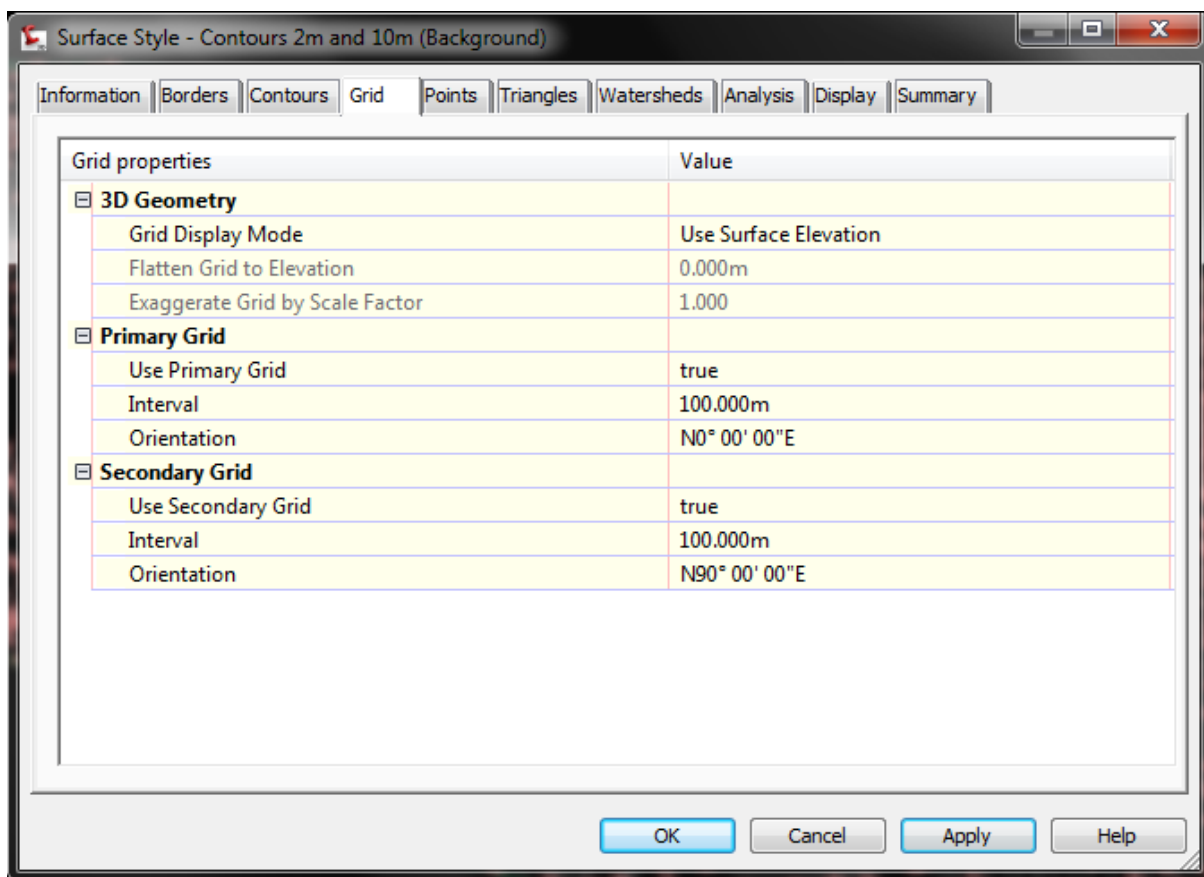 Surface Style - Contours 2m and 10m (Background)
Information Borders Contours Grid Points Triangles Watersheds Analysis Display Summary
Grid properties Value
3D Geometry
Grid Display Mode Use Surface Elevation
Flatten Grid to Elevation 0.000m
Exaggerate Grid by Scale Factor 1.000
Primary Grid
Use Primary Grid true
Interval 100.000m
Orientation N0° 00' 00"E
Secondary Grid
Use Secondary Grid true
Interval 100.000m
Orientation N90° 00' 00"E
OK Cancel Apply Help